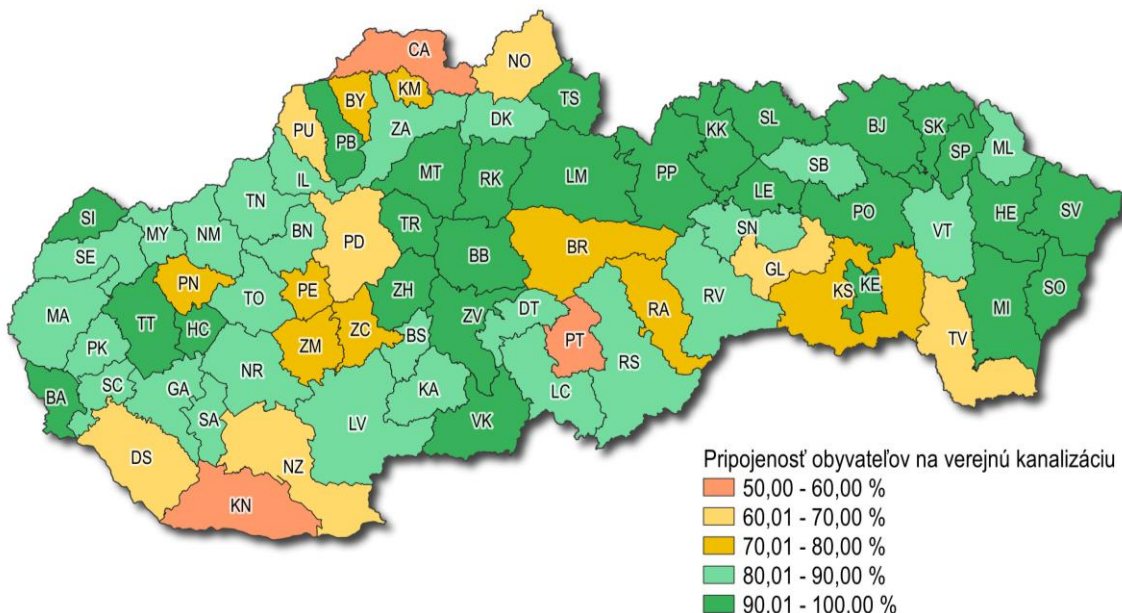 CA
NO
BY
KM
TS
PU
PB
ZA
DK
KK
SL
BJ
SK
SP
ML
IL
MT
RK
LM
PP
LE
SB
SI
TN
TR
PO
HE
SV
MY
NM
BN
PD
SN
VT
SE
BB
BR
GL
PN
TO
PE
ZH
KS
KE
MI
SO
MA
TT
HC
ZC
BS
ZV
DT
PT
RA
RV
PK
ZM
TV
SC
GA
NR
KA
RS
BA
SA
LV
VK
LC
DS
NZ
KN
Pripojenosť obyvateľov na verejnú kanalizáciu
50,00 - 60,00 %
60,01 - 70,00 %
70,01 - 80,00 %
80,01 - 90,00 %
90,01 - 100,00 %